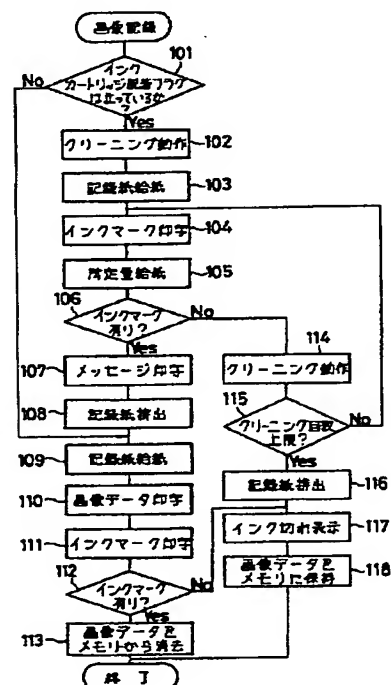 画像記録
101
No
インク
カートリッジ装着フラグ
は立っているか
?
Yes
クリーニング動作
102
記録紙給紙
103
インクマーク印字
104
所定量給紙
105
106
インクマーク
有り?
No
Yes
114
メッセージ印字
107
クリーニング動作
記録紙排出
108
115
クリーニング回数
上限?
No
Yes
記録紙給紙
109
記録紙排出
116
画像データ印字
110
インク切れ表示
117
インクマーク印字
111
画像データを
メモリに保持
118
112
インクマーク
有り?
No
Yes
113
画像データを
メモリから消去
終了